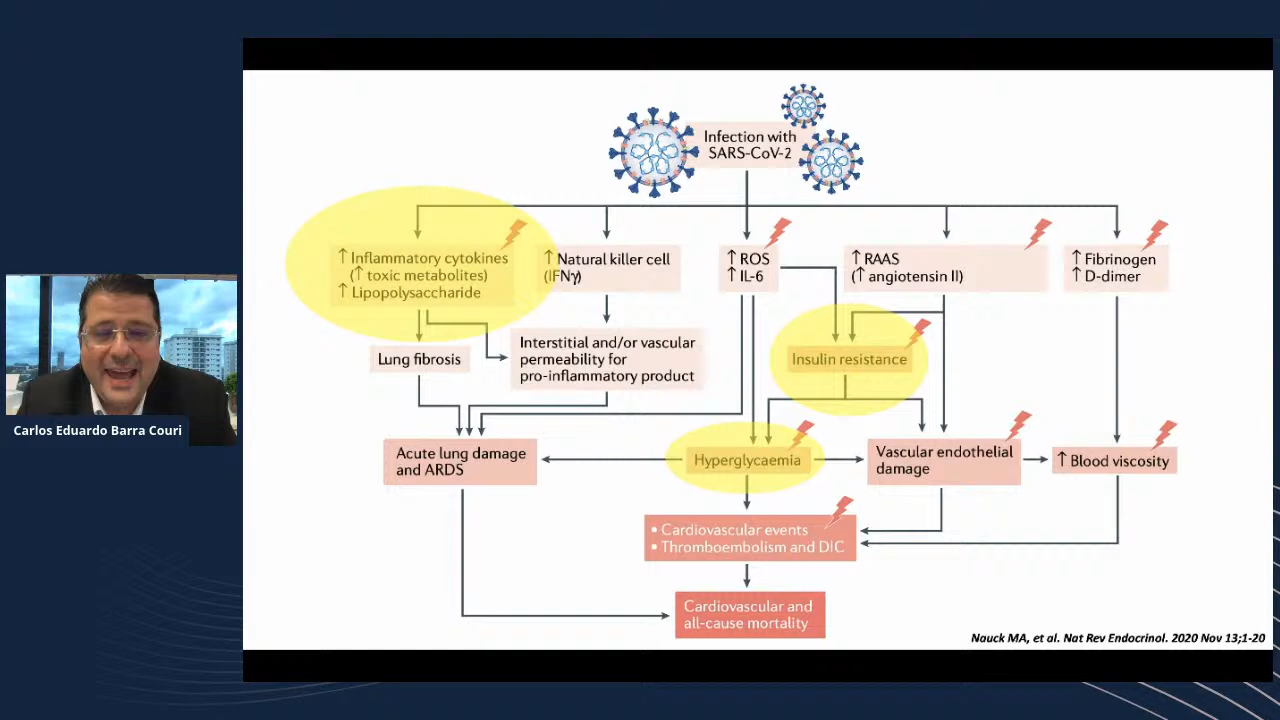 Infection with
SARS-CoV-2
↑ Inflammatory cytokines
(↑ toxic metabolites)
↑ Lipopolysaccharide
↑ Natural killer cell
(IFNγ)
↑ ROS
↑ IL-6
↑ RAAS
(↑ angiotensin II)
↑ Fibrinogen
↑ D-dimer
Lung fibrosis
Interstitial and/or vascular
permeability for
pro-inflammatory product
Insulin resistance
Carlos Eduardo Barra Couri
Acute lung damage
and ARDS
Hyperglycaemia
Vascular endothelial
damage
↑ Blood viscosity
• Cardiovascular events
• Thromboembolism and DIC
Cardiovascular and
all-cause mortality
Nauck MA, et al. Nat Rev Endocrinol. 2020 Nov 13;1-20